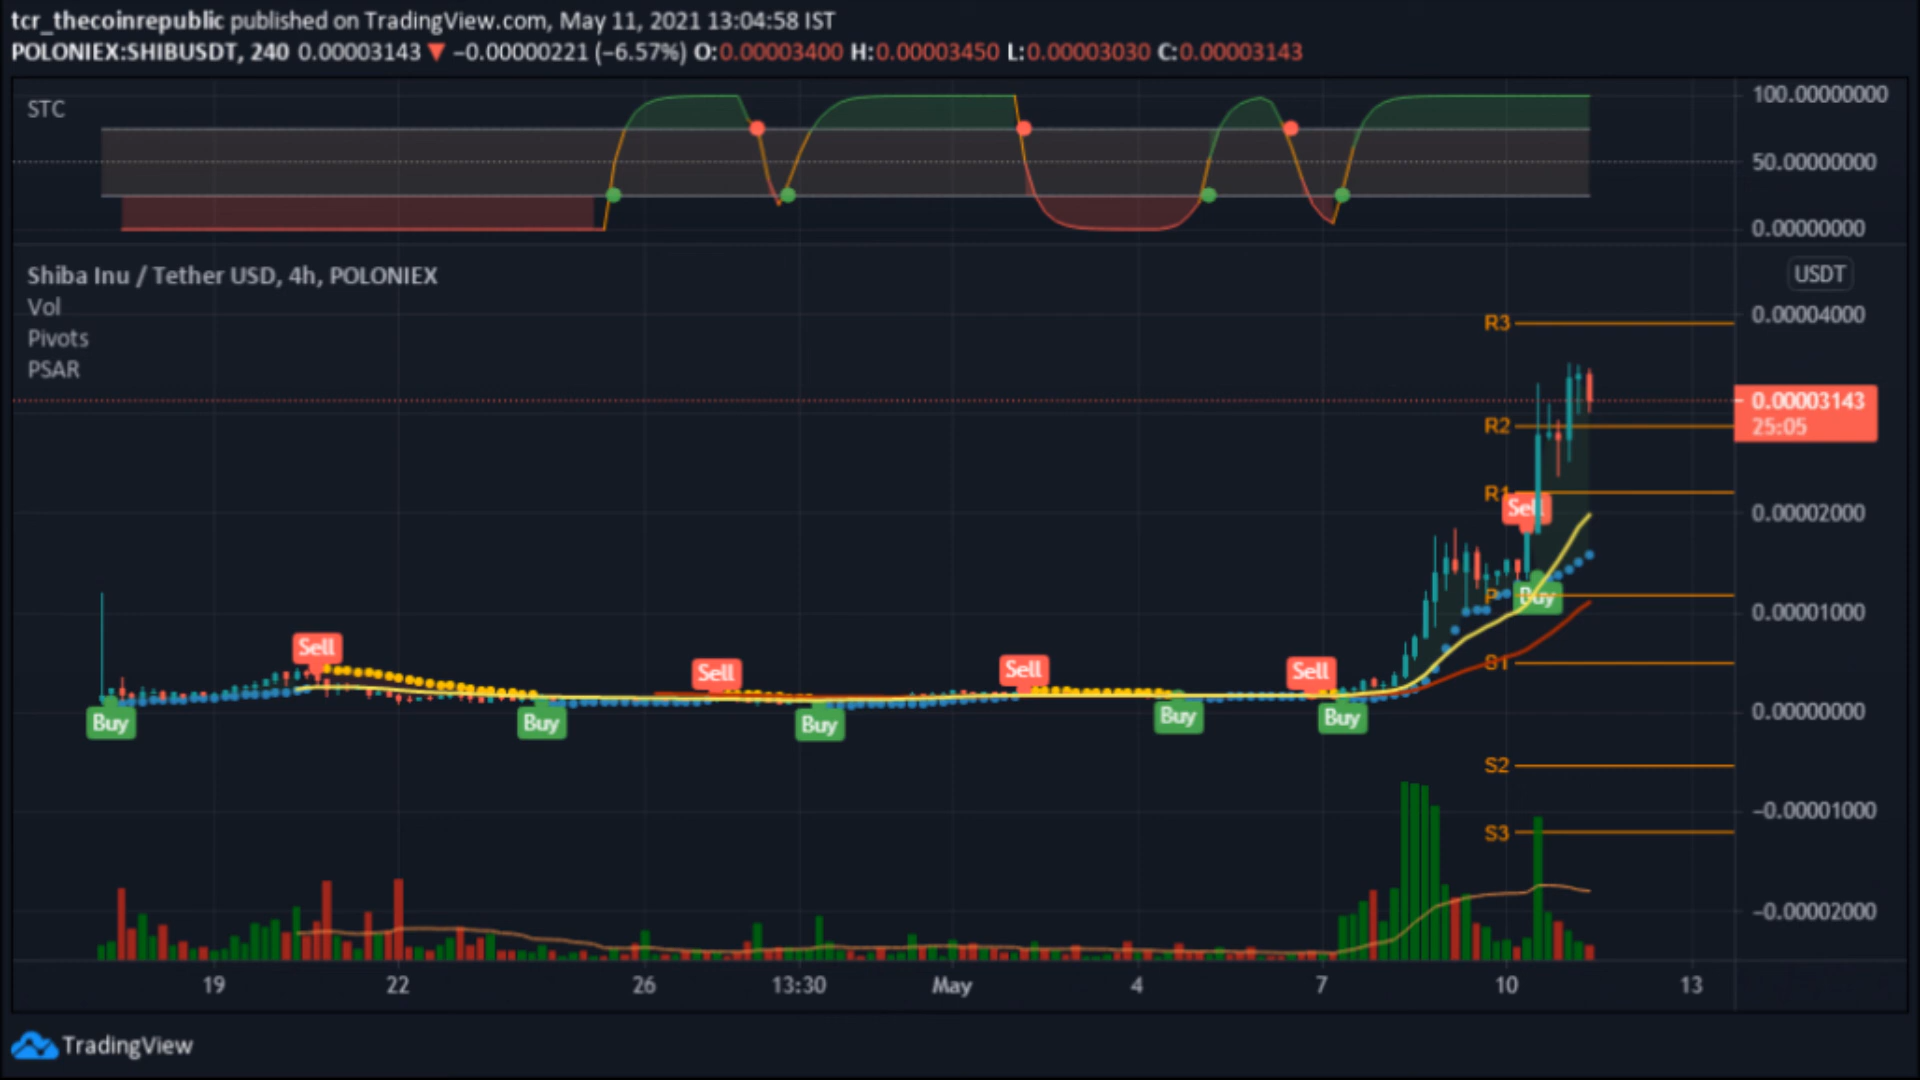 tcr_thecoinrepublic published on TradingView.com, May 11, 2021 13:04:58 IST
POLONIEX:SHIBUSDT, 240 0.00003143 ▼ −0.00000221 (−6.57%) O:0.00003400 H:0.00003450 L:0.00003030 C:0.00003143
STC
100.00000000
50.00000000
0.00000000
Shiba Inu / Tether USD, 4h, POLONIEX
USDT
Vol
Pivots
PSAR
0.00004000
R3
0.00003143
25:05
R2
R1
Sell
0.00002000
P
Buy
0.00001000
Sell
Sell
Sell
Sell
S1
0.00000000
Buy
Buy
Buy
Buy
Buy
S2
−0.00001000
S3
−0.00002000
19 22 26 13:30 May 4 7 10 13
TradingView